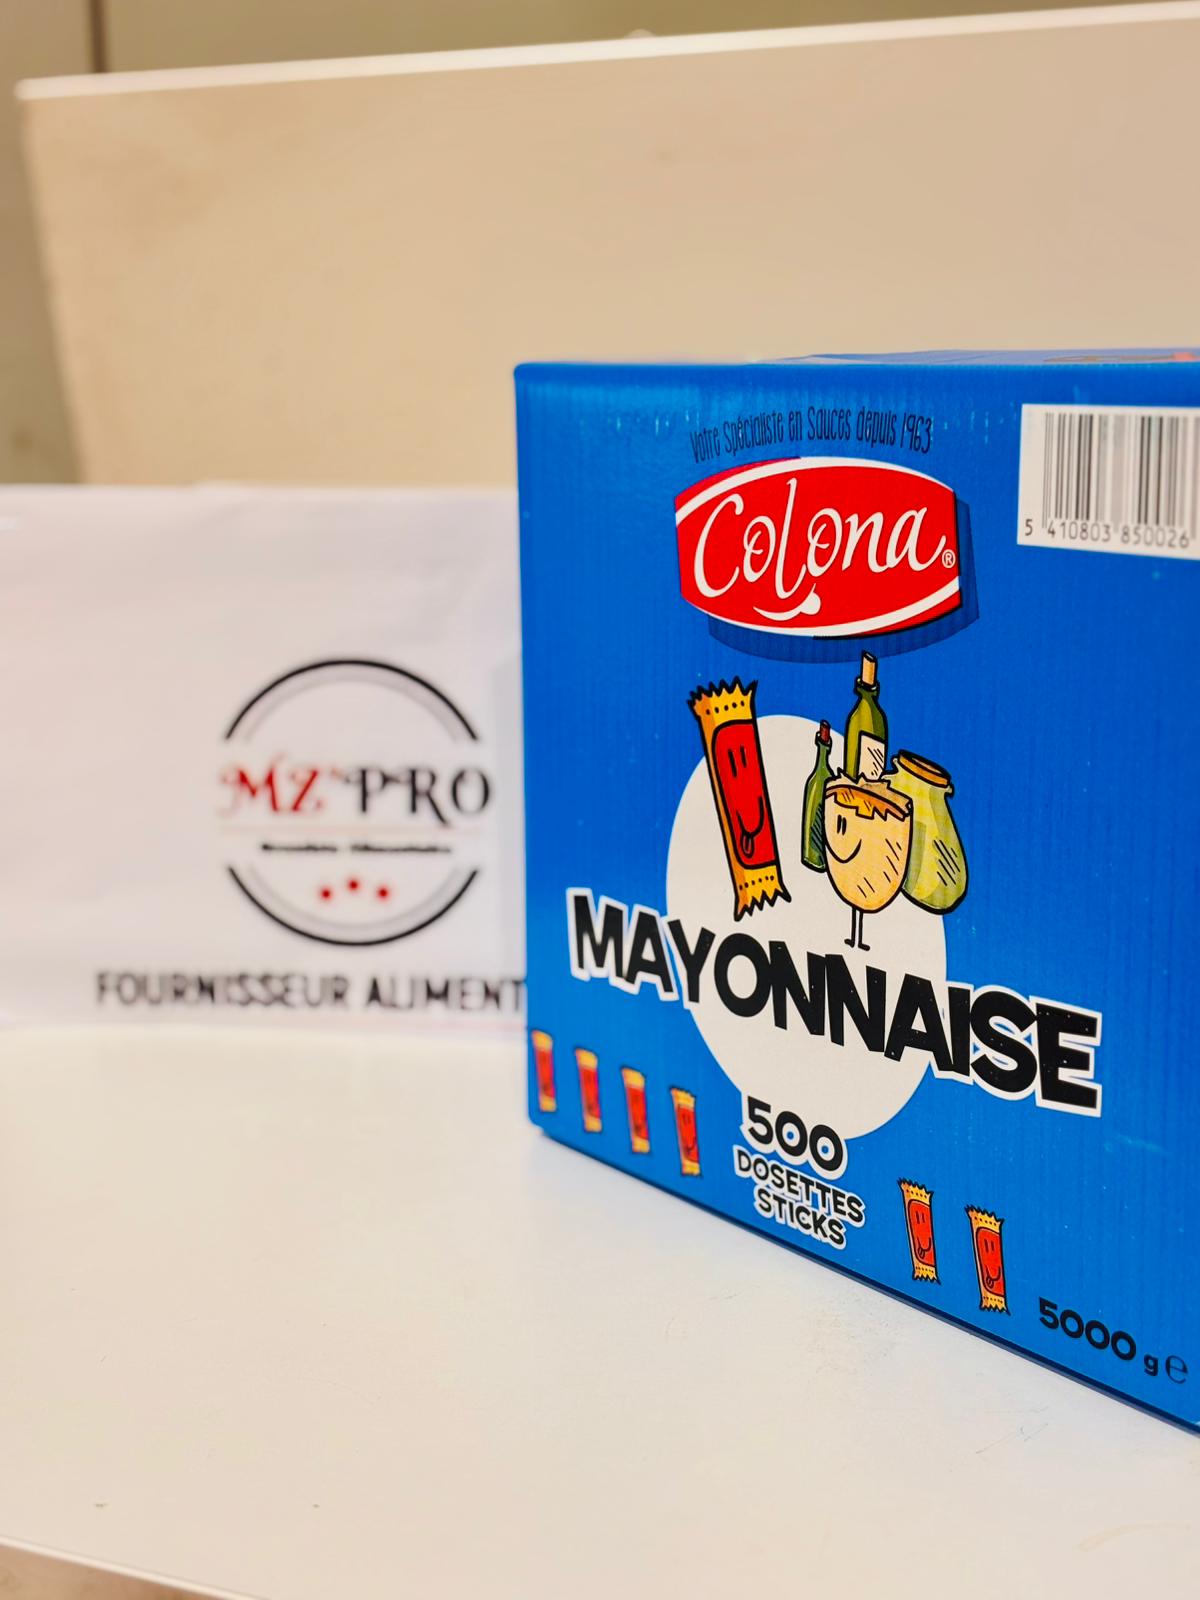 Votre Spécialiste en Sauces depuis 1963
Colona®
5 410803 850026
MAYONNAISE
500
DOSETTES
STICKS
5000 g e
MZ'PRO
FOURNISSEUR ALIMENT